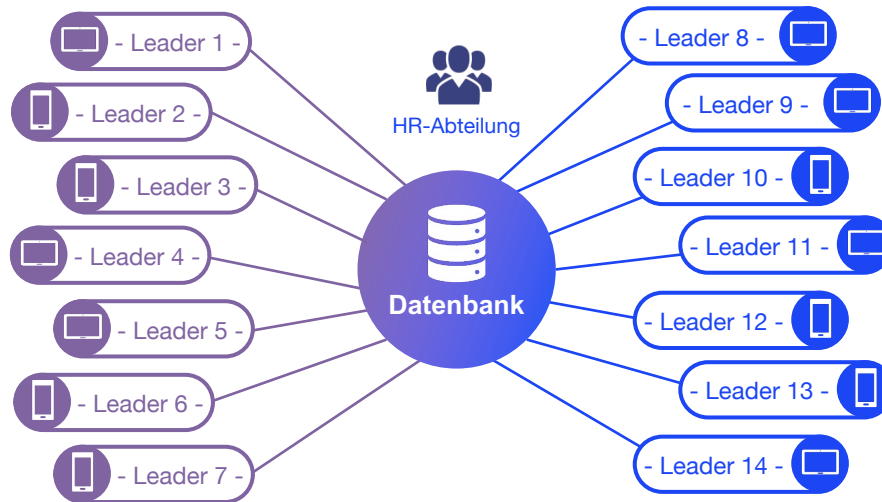 - Leader 1 -
- Leader 2 -
- Leader 3 -
- Leader 4 -
- Leader 5 -
- Leader 6 -
- Leader 7 -
HR-Abteilung
Datenbank
- Leader 8 -
- Leader 9 -
- Leader 10 -
- Leader 11 -
- Leader 12 -
- Leader 13 -
- Leader 14 -